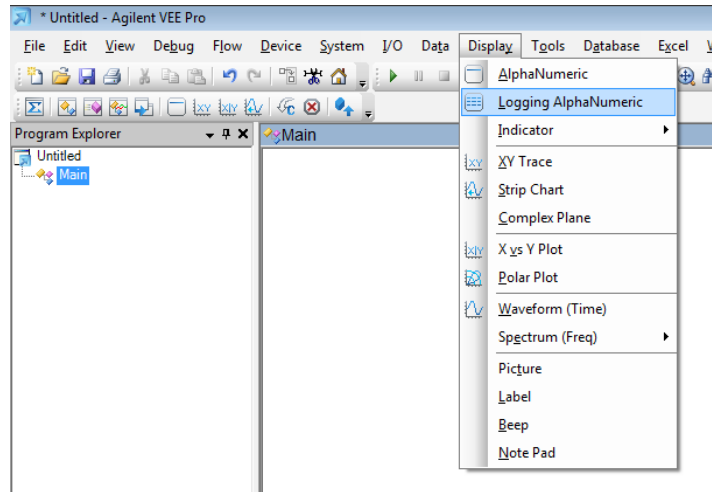 * Untitled - Agilent VEE Pro
File Edit View Debug Flow Device System I/O Data Display Tools Database Excel
Program Explorer
Untitled
Main
Main
AlphaNumeric
Logging AlphaNumeric
Indicator
XY Trace
Strip Chart
Complex Plane
X vs Y Plot
Polar Plot
Waveform (Time)
Spectrum (Freq)
Picture
Label
Beep
Note Pad